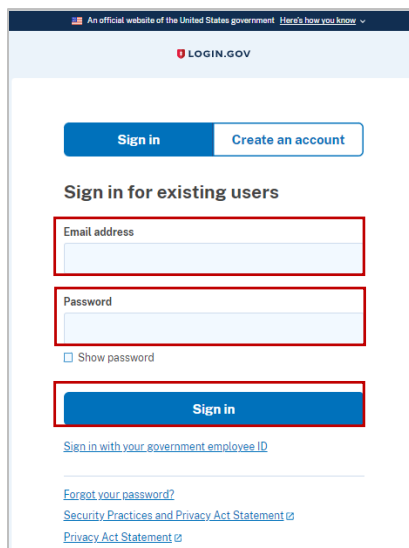 An official website of the United States government Here's how you know
LOGIN.GOV
Sign in Create an account
Sign in for existing users
Email address
Password
Show password
Sign in
Sign in with your government employee ID
Forgot your password?
Security Practices and Privacy Act Statement
Privacy Act Statement